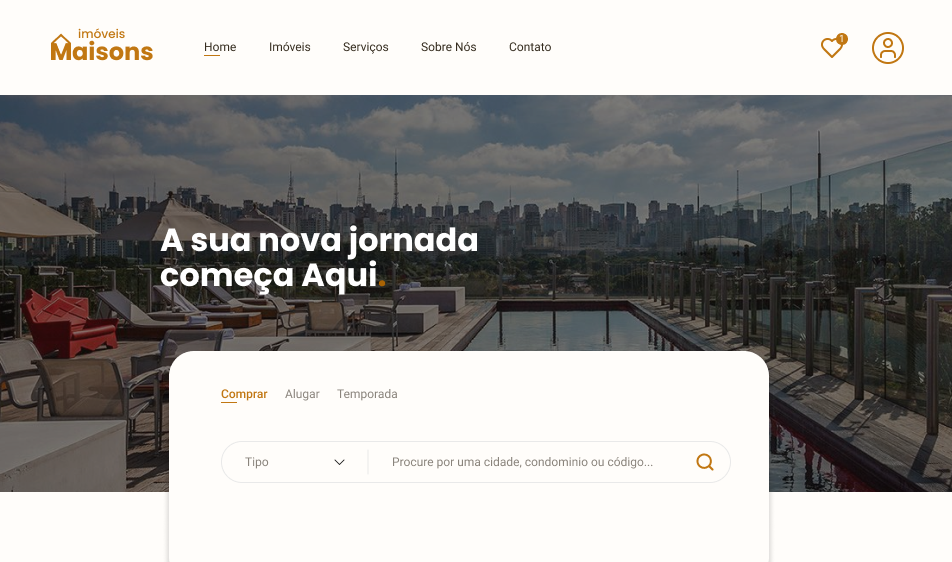 imóveis
Maisons
Home Imóveis Serviços Sobre Nós Contato
1
A sua nova jornada
começa Aqui.
Comprar Alugar Temporada
Tipo Procure por uma cidade, condominio ou código...